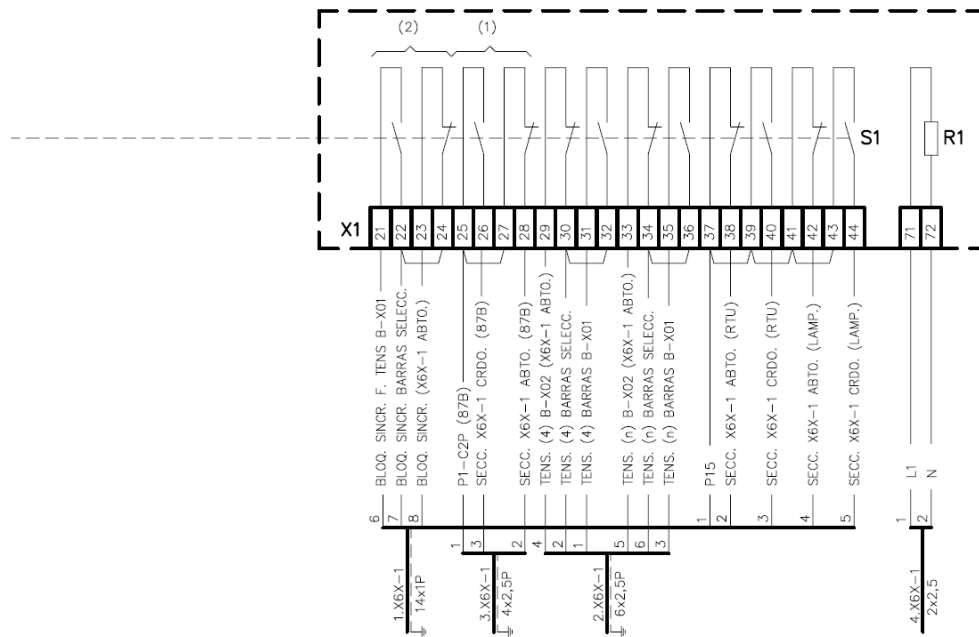 (2)
(1)
S1
R1
X1
21
22
23
24
25
26
27
28
29
30
31
32
33
34
35
36
37
38
39
40
41
42
43
44
71
72
BLOQ. SINCR. F. TENS B-X01
BLOQ. SINCR. BARRAS SELECC.
BLOQ. SINCR. (X6X-1 ABTO.)
P1-C2P (87B)
SECC. X6X-1 CRDO. (87B)
SECC. X6X-1 ABTO. (87B)
TENS. (4) B-X02 (X6X-1 ABTO.)
TENS. (4) BARRAS SELECC.
TENS. (4) BARRAS B-X01
TENS. (n) B-X02 (X6X-1 ABTO.)
TENS. (n) BARRAS SELECC.
TENS. (n) BARRAS B-X01
P15
SECC. X6X-1 ABTO. (RTU)
SECC. X6X-1 CRDO. (RTU)
SECC. X6X-1 ABTO. (LAMP.)
SECC. X6X-1 CRDO. (LAMP.)
L1
N
6
7
8
1
2
3
4
5
1
2
1
3
2
4
2
1
5
6
3
1.X6X-1
14x1P
3.X6X-1
4x2,5P
2.X6X-1
6x2,5P
4.X6X-1
2x2,5